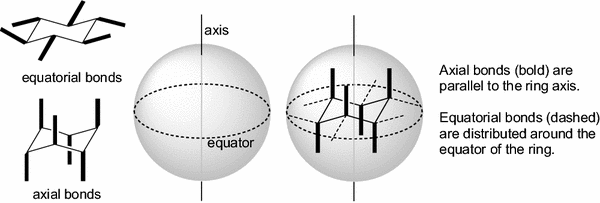 equatorial bonds
axial bonds
axis
equator
Axial bonds (bold) are
parallel to the ring axis.
Equatorial bonds (dashed)
are distributed around the
equator of the ring.